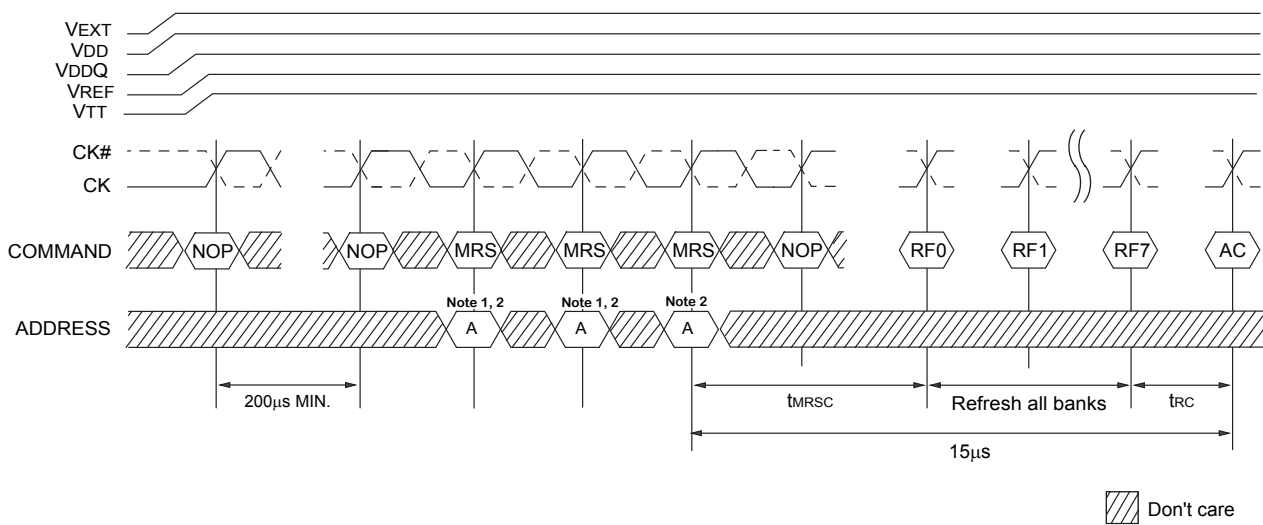 VEXT
VDD
VDDQ
VREF
VTT
CK#
CK
COMMAND NOP NOP MRS MRS MRS NOP RF0 RF1 RF7 AC
Note 1, 2 Note 1, 2 Note 2
ADDRESS A A A
200μs MIN. tMRSC Refresh all banks tRC
15μs
Don't care